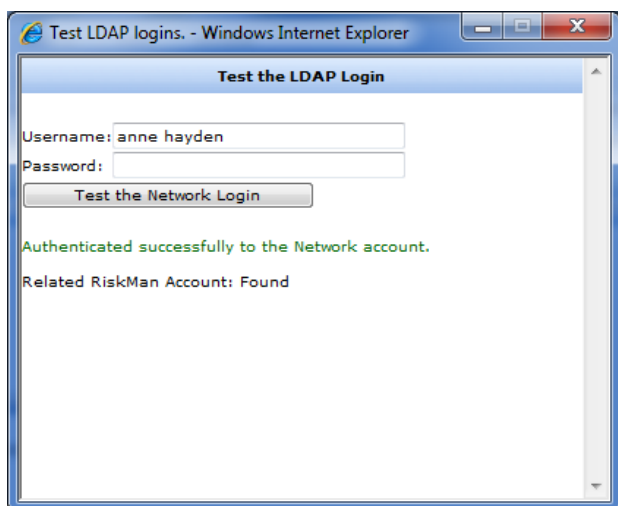 Test LDAP logins. - Windows Internet Explorer
Test the LDAP Login
Username: anne hayden
Password:
Test the Network Login
Authenticated successfully to the Network account.
Related RiskMan Account: Found